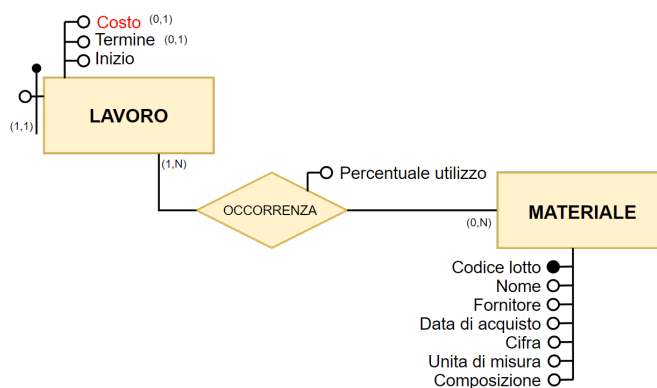 Costo (0,1)
Termine (0,1)
Inizio
LAVORO
(1,1)
(1,N)
Percentuale utilizzo
OCCORRENZA
MATERIALE
(0,N)
Codice lotto
Nome
Fornitore
Data di acquisto
Cifra
Unita di misura
Composizione